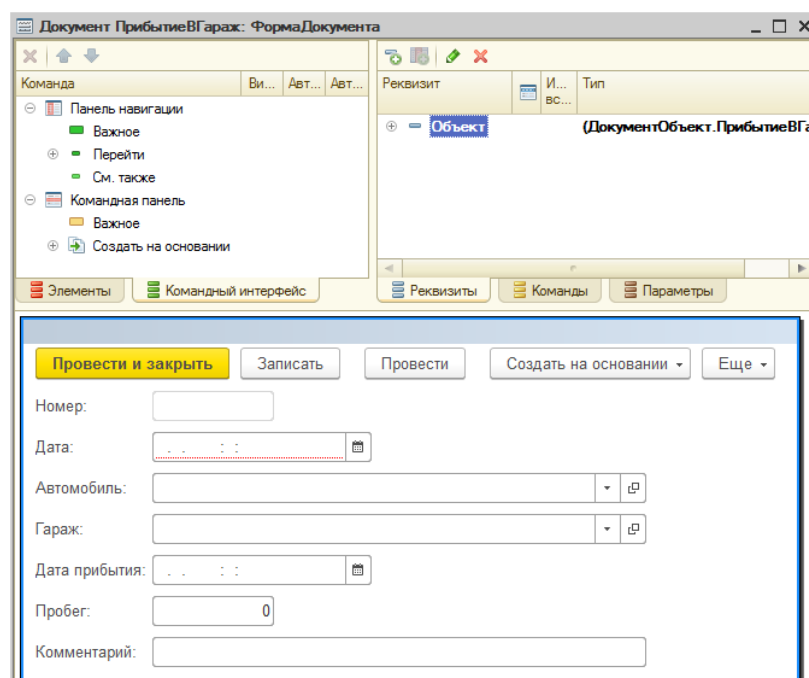 Документ ПрибытиеВГараж: ФормаДокумента
Команда Ви... Авт... Авт...
Панель навигации
Важное
Перейти
См. также
Командная панель
Важное
Создать на основании
Элементы Командный интерфейс
Реквизит И... вс... Тип
Объект (ДокументОбъект.ПрибытиеВГа
Реквизиты Команды Параметры
Провести и закрыть Записать Провести Создать на основании Еще
Номер:
Дата: . . : :
Автомобиль:
Гараж:
Дата прибытия: . . : :
Пробег: 0
Комментарий: